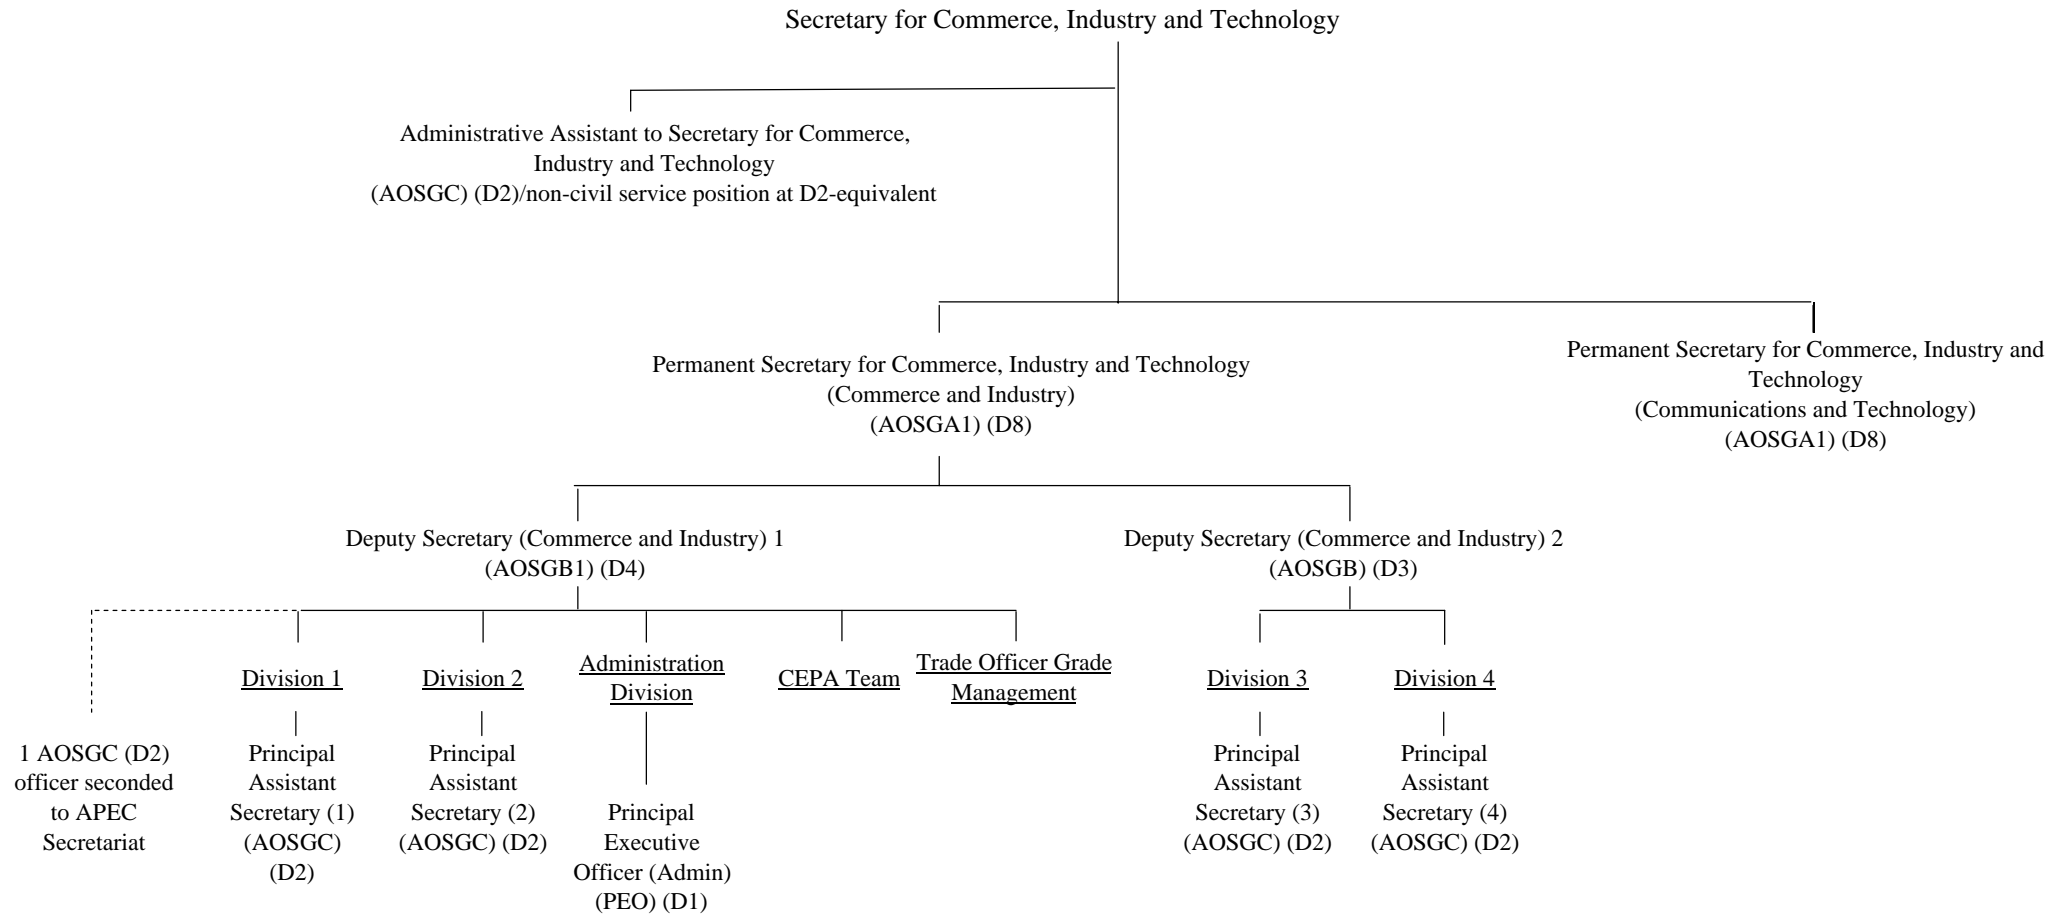 Secretary for Commerce, Industry and Technology
Administrative Assistant to Secretary for Commerce,
Industry and Technology
(AOSGC) (D2)/non-civil service position at D2-equivalent
Permanent Secretary for Commerce, Industry and Technology
(Commerce and Industry)
(AOSGA1) (D8)
Permanent Secretary for Commerce, Industry and
Technology
(Communications and Technology)
(AOSGA1) (D8)
Deputy Secretary (Commerce and Industry) 1
(AOSGB1) (D4)
Deputy Secretary (Commerce and Industry) 2
(AOSGB) (D3)
1 AOSGC (D2)
officer seconded
to APEC
Secretariat
Division 1
Principal
Assistant
Secretary (1)
(AOSGC)
(D2)
Division 2
Principal
Assistant
Secretary (2)
(AOSGC) (D2)
Administration
Division
Principal
Executive
Officer (Admin)
(PEO) (D1)
CEPA Team
Trade Officer Grade
Management
Division 3
Principal
Assistant
Secretary (3)
(AOSGC) (D2)
Division 4
Principal
Assistant
Secretary (4)
(AOSGC) (D2)